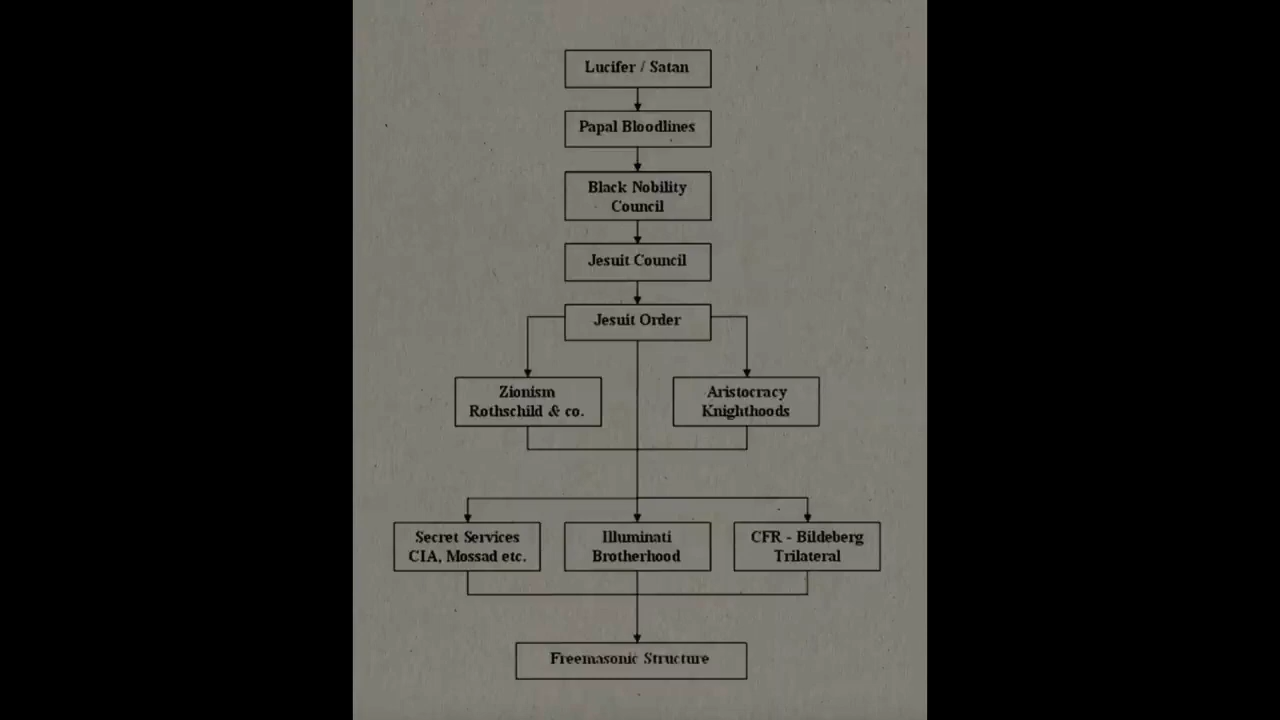 Lucifer / Satan
Papal Bloodlines
Black Nobility
Council
Jesuit Council
Jesuit Order
Zionism
Rothschild & co.
Aristocracy
Knighthoods
Secret Services
CIA, Mossad etc.
Illuminati
Brotherhood
CFR - Bildeberg
Trilateral
Freemasonic Structure